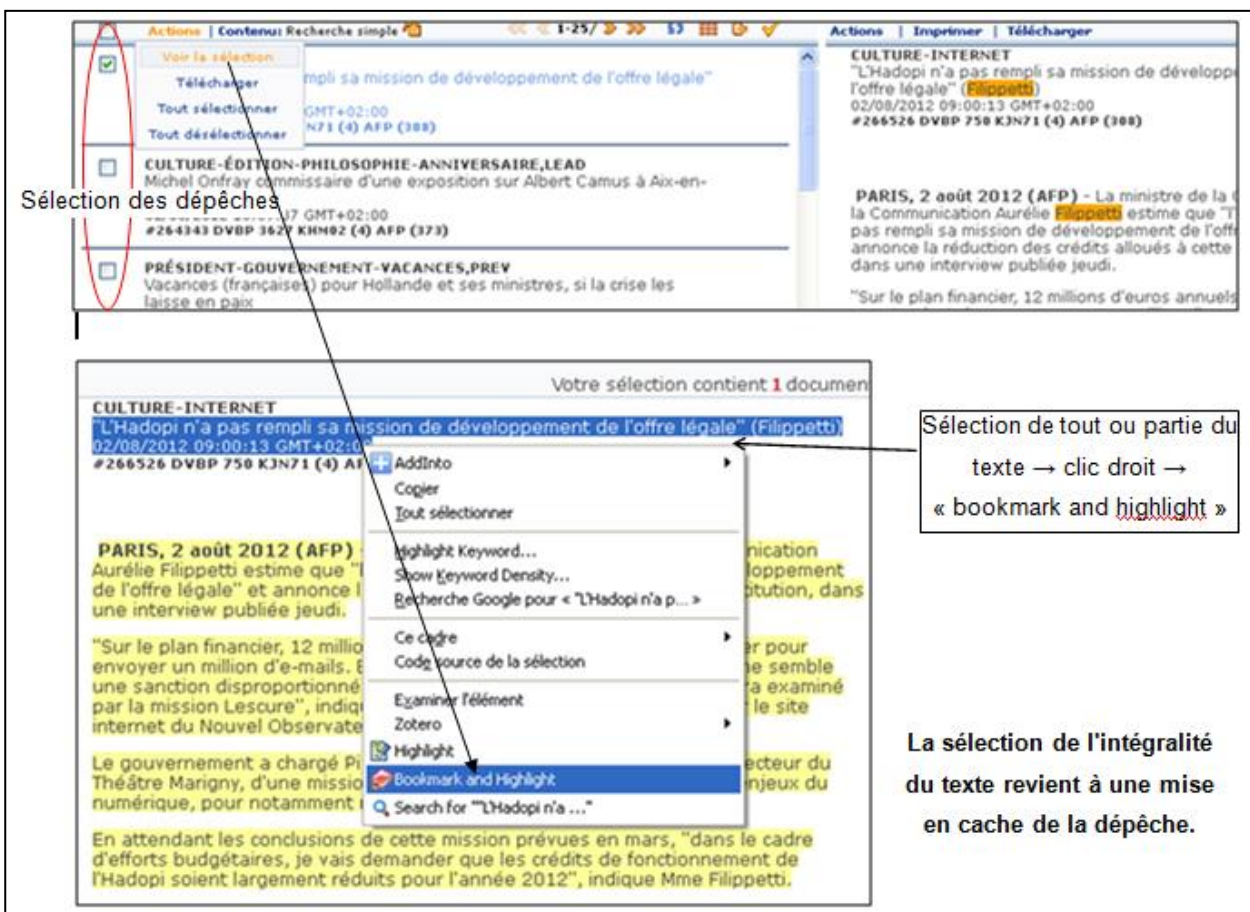 Actions | Contenu: Recherche simple 1-25/
Voir la sélection
Télécharger
Tout sélectionner
Tout désélectionner
mpli sa mission de développement de l'offre légale"
GMT+02:00
N71 (4) AFP (308)
CULTURE-ÉDITION-PHILOSOPHIE-ANNIVERSAIRE,LEAD
Michel Onfray commissaire d'une exposition sur Albert Camus à Aix-en-
Sélection des dépêches
GMT+02:00
#264343 DVBP 3627 KHM02 (4) AFP (373)
PRÉSIDENT-GOUVERNEMENT-VACANCES,PREV
Vacances (françaises) pour Hollande et ses ministres, si la crise les
laisse en paix
Actions | Imprimer | Télécharger
CULTURE-INTERNET
"L'Hadopi n'a pas rempli sa mission de développe
l'offre légale" (Filippetti)
02/08/2012 09:00:13 GMT+02:00
#266526 DVBP 750 KJN71 (4) AFP (308)
PARIS, 2 août 2012 (AFP) - La ministre de la
la Communication Aurélie Filippetti estime que
pas rempli sa mission de développement de l'off
annonce la réduction des crédits alloués à cette
dans une interview publiée jeudi.
"Sur le plan financier, 12 millions d'euros annuels
Votre sélection contient 1 documen
CULTURE-INTERNET
"L'Hadopi n'a pas rempli sa mission de développement de l'offre légale" (Filippetti)
02/08/2012 09:00:13 GMT+02:0
#266526 DVBP 750 KJN71 (4) AF
PARIS, 2 août 2012 (AFP) - nication
Aurélie Filippetti estime que "l loppement
de l'offre légale" et annonce l titution, dans
une interview publiée jeudi.
"Sur le plan financier, 12 millio er pour
envoyer un million d'e-mails. E ne semble
une sanction disproportionné ra examiné
par la mission Lescure", indiqu r le site
internet du Nouvel Observate
Le gouvernement a chargé Pi ecteur du
Théâtre Marigny, d'une missio enjeux du
numérique, pour notamment
En attendant les conclusions de cette mission prévues en mars, "dans le cadre
d'efforts budgétaires, je vais demander que les crédits de fonctionnement de
l'Hadopi soient largement réduits pour l'année 2012", indique Mme Filippetti.
AddInto
Copier
Tout sélectionner
Highlight Keyword...
Show Keyword Density...
Recherche Google pour « "L'Hadopi n'a p... »
Ce cadre
Code source de la sélection
Examiner l'élément
Zotero
Highlight
Bookmark and Highlight
Search for ""L'Hadopi n'a ..."
Sélection de tout ou partie du
texte → clic droit →
« bookmark and highlight »
La sélection de l'intégralité
du texte revient à une mise
en cache de la dépêche.